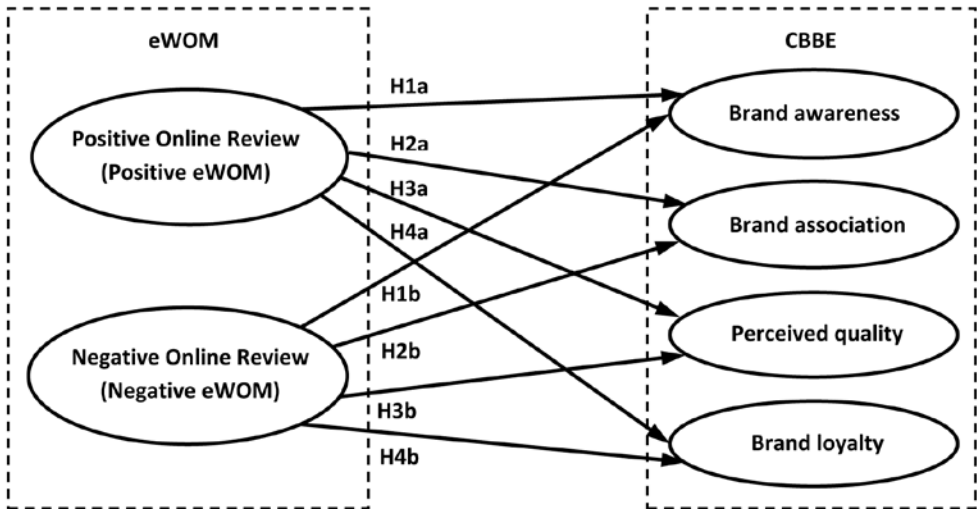 eWOM
Positive Online Review
(Positive eWOM)
Negative Online Review
(Negative eWOM)
H1a
H2a
H3a
H4a
H1b
H2b
H3b
H4b
CBBE
Brand awareness
Brand association
Perceived quality
Brand loyalty